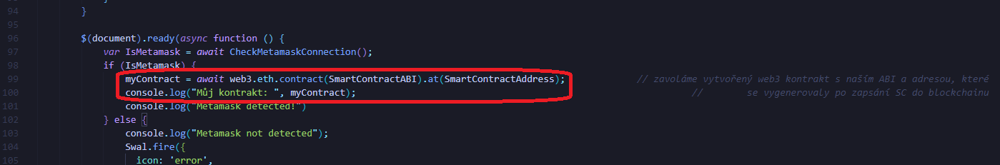 94 }
95
96 $(document).ready(async function () {
97 var IsMetamask = await CheckMetamaskConnection();
98 if (IsMetamask) {
99 myContract = await web3.eth.contract(SmartContractABI).at(SmartContractAddress); // zavoláme vytvořený web3 kontrakt s naším ABI a adresou, které
100 console.log("Můj kontrakt: ", myContract); // se vygenerovaly po zapsání SC do blockchainu
101 console.log("Metamask detected!")
102 } else {
103 console.log("Metamask not detected");
104 Swal.fire({
105 icon: 'error',